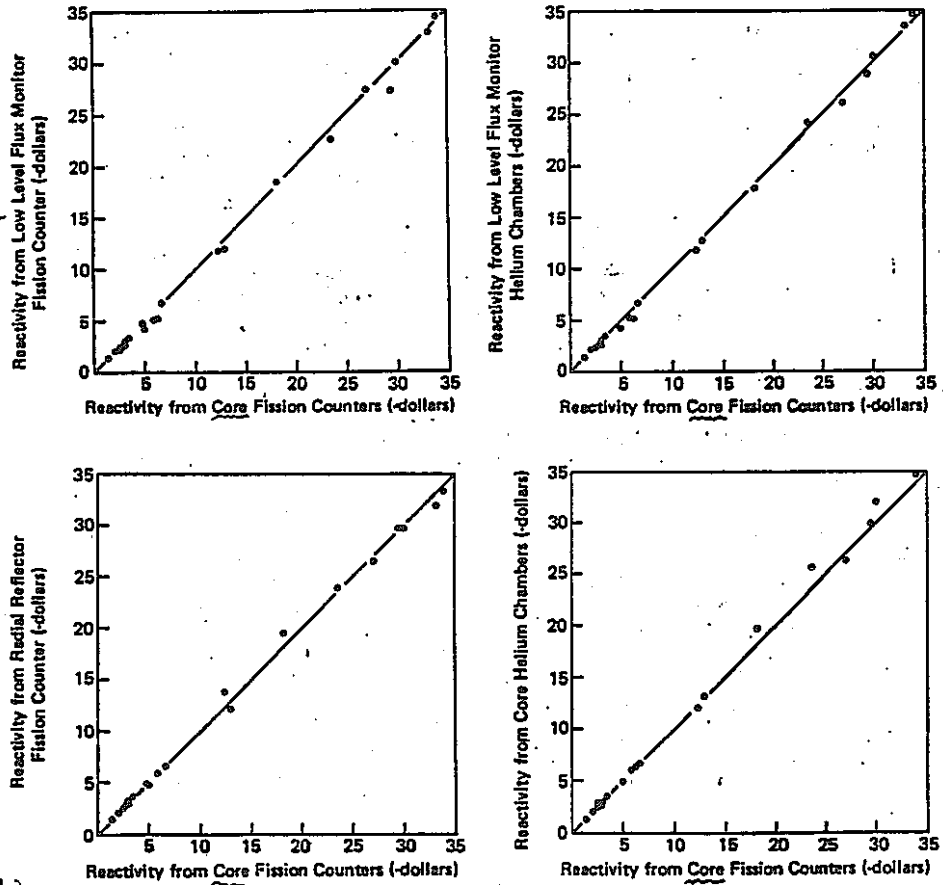 Reactivity from Low Level Flux Monitor
Fission Counter (-dollars)
35
30
25
20
15
10
5
0
5 10 15 20 25 30 35
Reactivity from Core Fission Counters (-dollars)
Reactivity from Low Level Flux Monitor
Helium Chambers (-dollars)
35
30
25
20
15
10
5
0
5 10 15 20 25 30 35
Reactivity from Core Fission Counters (-dollars)
Reactivity from Radial Reflector
Fission Counter (-dollars)
35
30
25
20
15
10
5
0
5 10 15 20 25 30 35
Reactivity from Core Fission Counters (-dollars)
Reactivity from Core Helium Chambers (-dollars)
35
30
25
20
15
10
5
0
5 10 15 20 25 30 35
Reactivity from Core Fission Counters (-dollars)